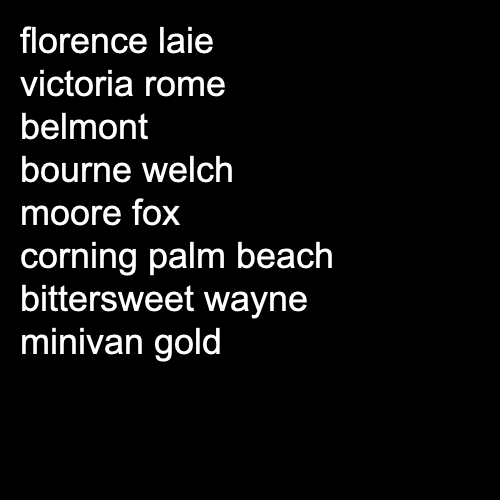 florence laie
victoria rome
belmont
bourne welch
moore fox
corning palm beach
bittersweet wayne
minivan gold